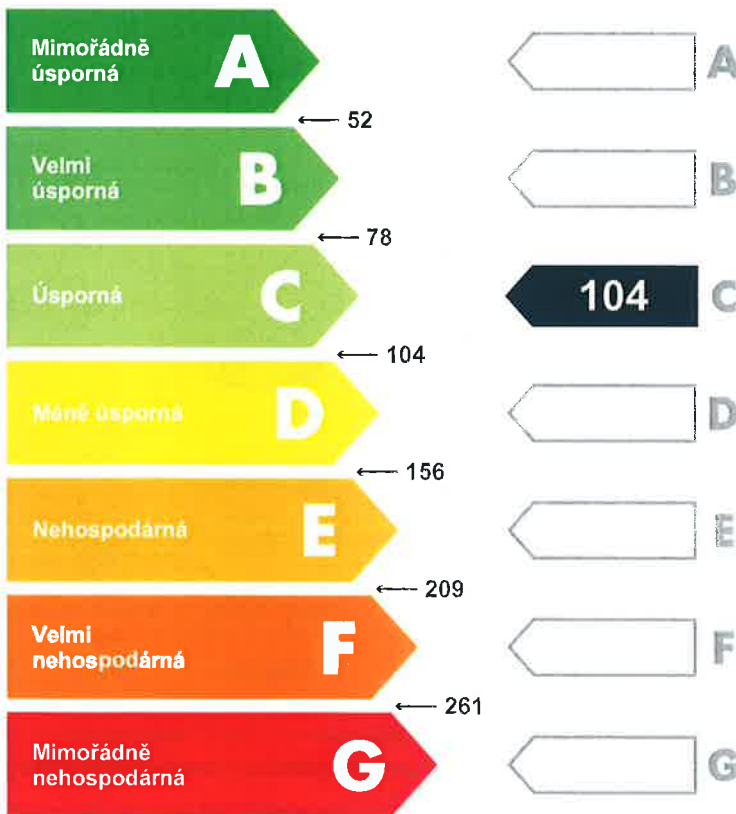 Mimořádně
úsporná
A
A
← 52
Velmi
úsporná
B
B
← 78
Úsporná
C
104
C
← 104
Méně úsporná
D
D
← 156
Nehospodárná
E
E
← 209
Velmi
nehospodárná
F
F
← 261
Mimořádně
nehospodárná
G
G